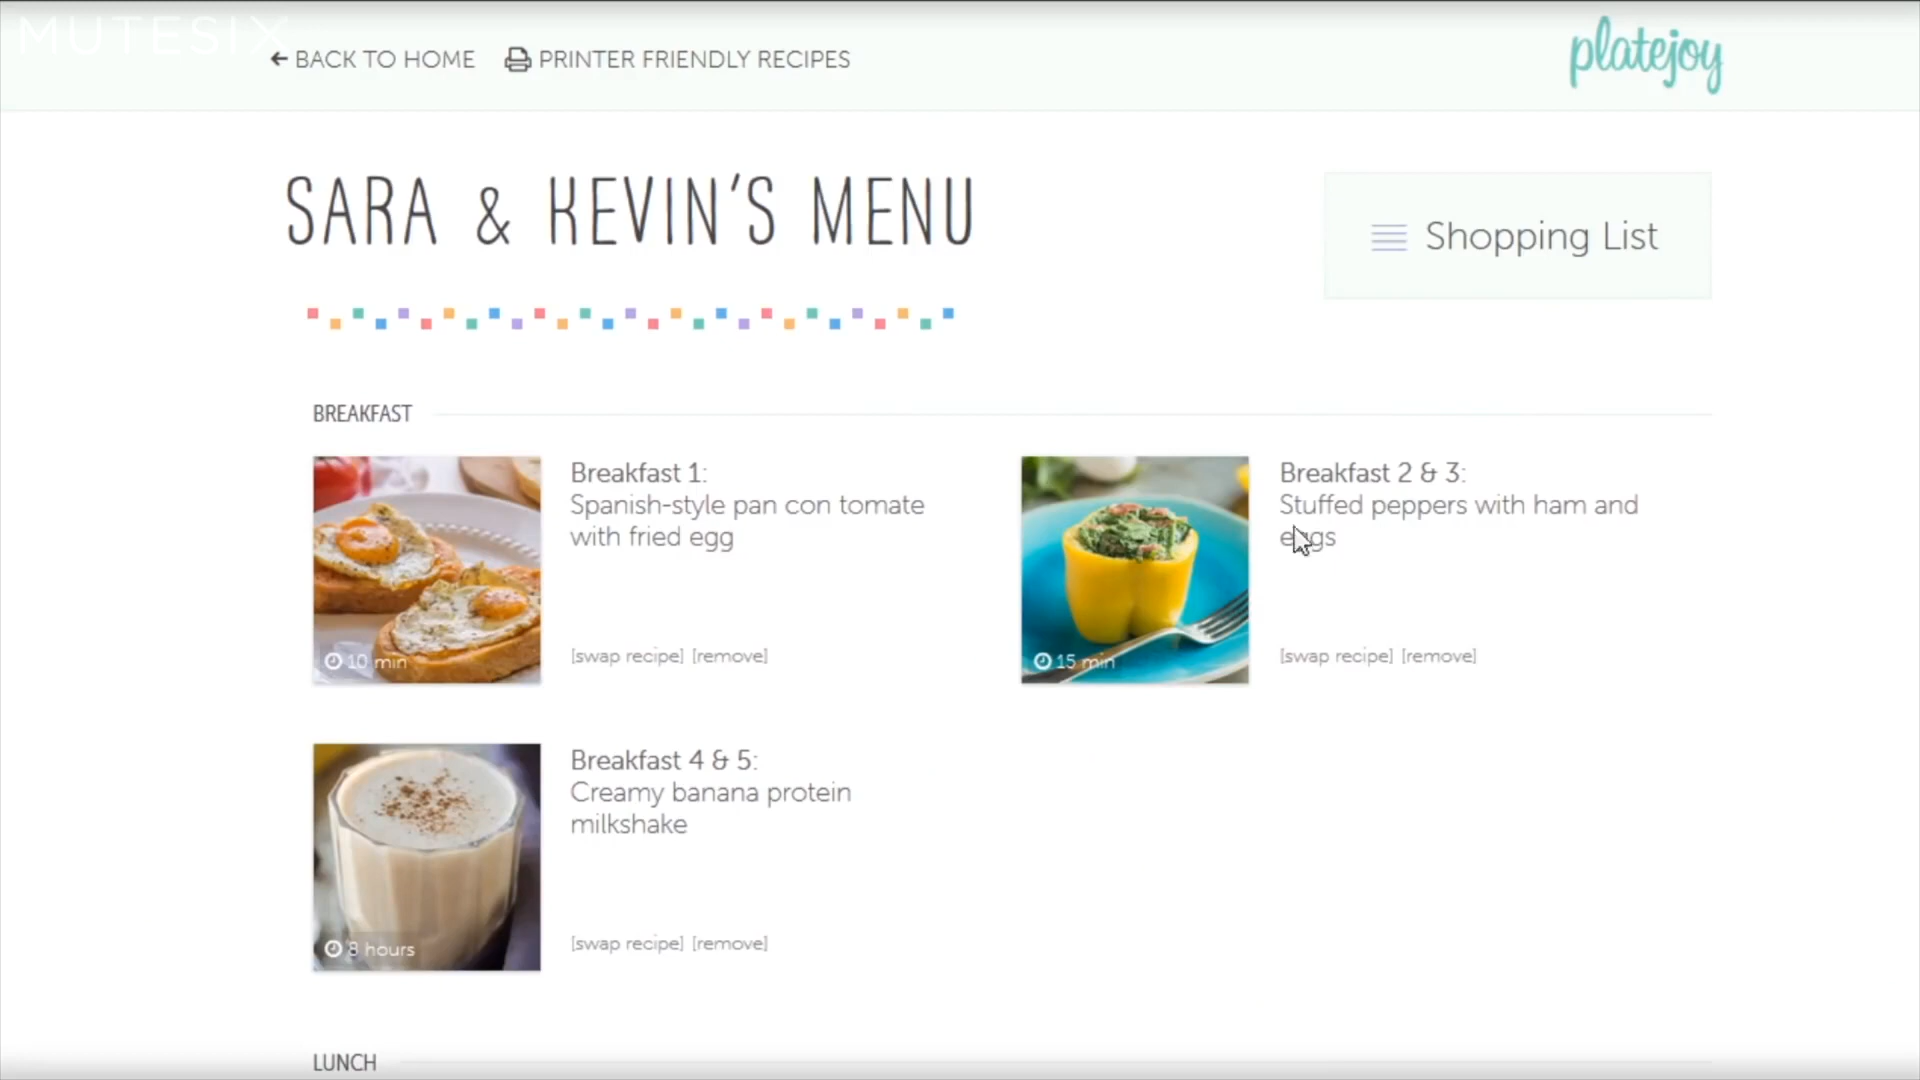 MUTESIX
BACK TO HOME
PRINTER FRIENDLY RECIPES
platejoy
SARA & KEVIN'S MENU
Shopping List
BREAKFAST
Breakfast 1:
Spanish-style pan con tomate
with fried egg
10 min
[swap recipe] [remove]
Breakfast 2 & 3:
Stuffed peppers with ham and
eggs
15 min
[swap recipe] [remove]
Breakfast 4 & 5:
Creamy banana protein
milkshake
8 hours
[swap recipe] [remove]
LUNCH